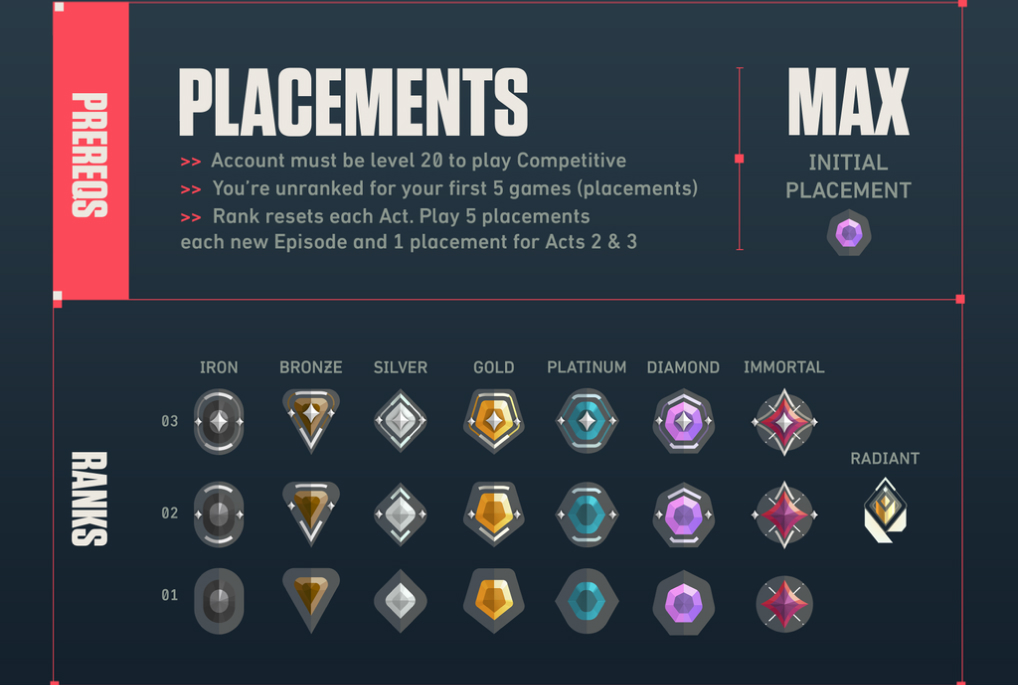 PREREQS
PLACEMENTS
>> Account must be level 20 to play Competitive
>> You're unranked for your first 5 games (placements)
>> Rank resets each Act. Play 5 placements
each new Episode and 1 placement for Acts 2 & 3
MAX
INITIAL
PLACEMENT
RANKS
IRON BRONZE SILVER GOLD PLATINUM DIAMOND IMMORTAL
03
RADIANT
02
01